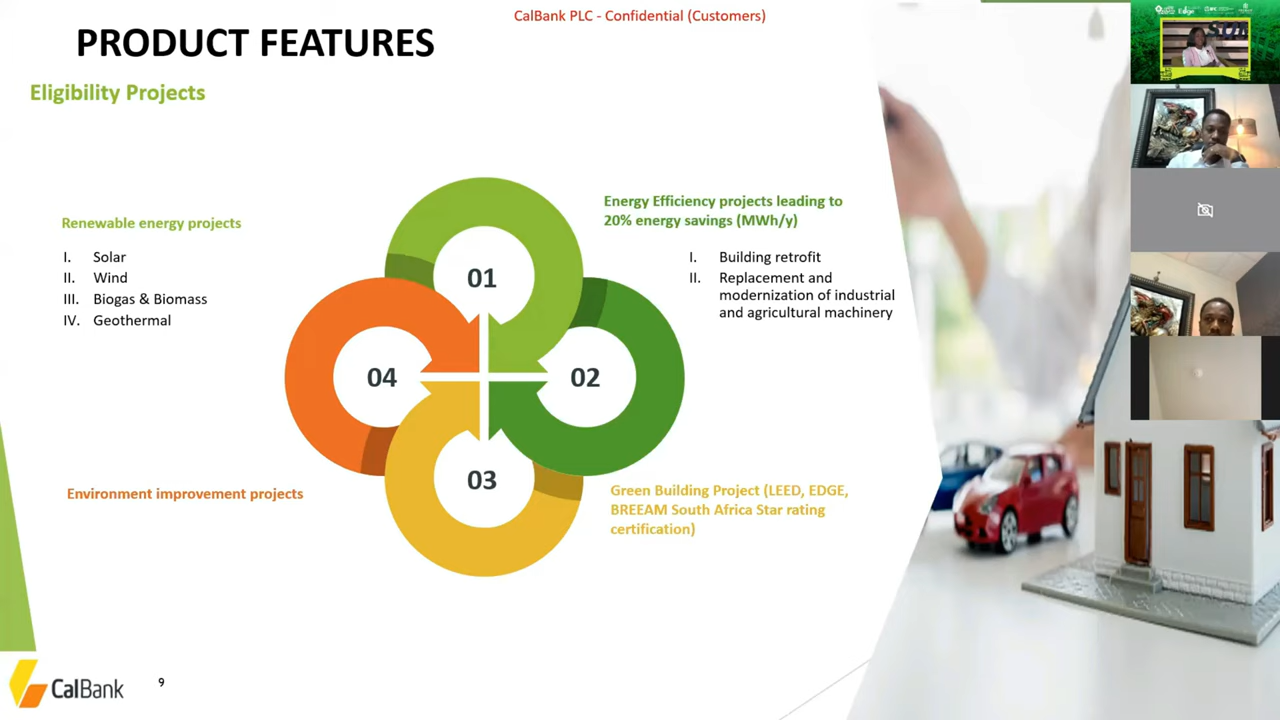 CalBank PLC - Confidential (Customers)
PRODUCT FEATURES
Eligibility Projects
Renewable energy projects
I. Solar
II. Wind
III. Biogas & Biomass
IV. Geothermal
Energy Efficiency projects leading to
20% energy savings (MWh/y)
I. Building retrofit
II. Replacement and
modernization of industrial
and agricultural machinery
01
02
03
04
Environment improvement projects
Green Building Project (LEED, EDGE,
BREEAM South Africa Star rating
certification)
CalBank
9